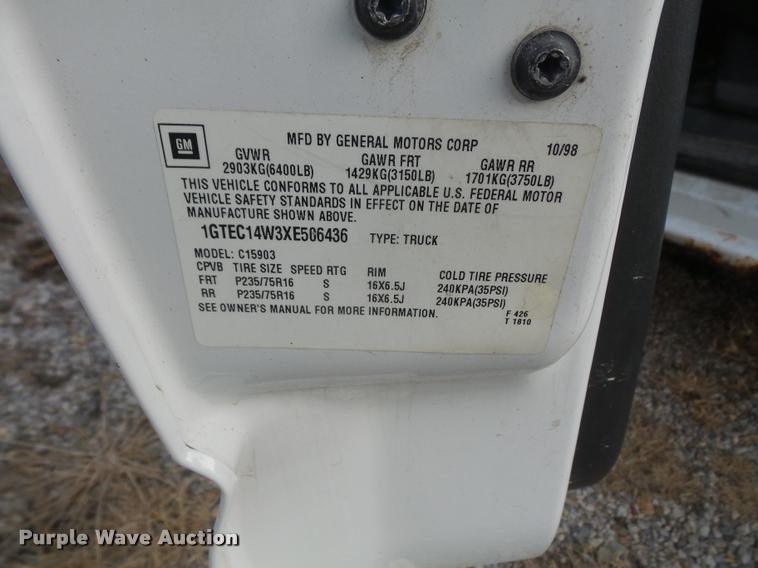 GM
MFD BY GENERAL MOTORS CORP 10/98
GVWR GAWR FRT GAWR RR
2903KG(6400LB) 1429KG(3150LB) 1701KG(3750LB)
THIS VEHICLE CONFORMS TO ALL APPLICABLE U.S. FEDERAL MOTOR
VEHICLE SAFETY STANDARDS IN EFFECT ON THE DATE OF
MANUFACTURE SHOWN ABOVE.
1GTEC14W3XE506436 TYPE: TRUCK
MODEL: C15903
CPVB TIRE SIZE SPEED RTG RIM COLD TIRE PRESSURE
FRT P235/75R16 S 16X6.5J 240KPA(35PSI)
RR P235/75R16 S 16X6.5J 240KPA(35PSI)
SEE OWNER'S MANUAL FOR MORE INFORMATION.
F 426
T 1810
Purple Wave Auction